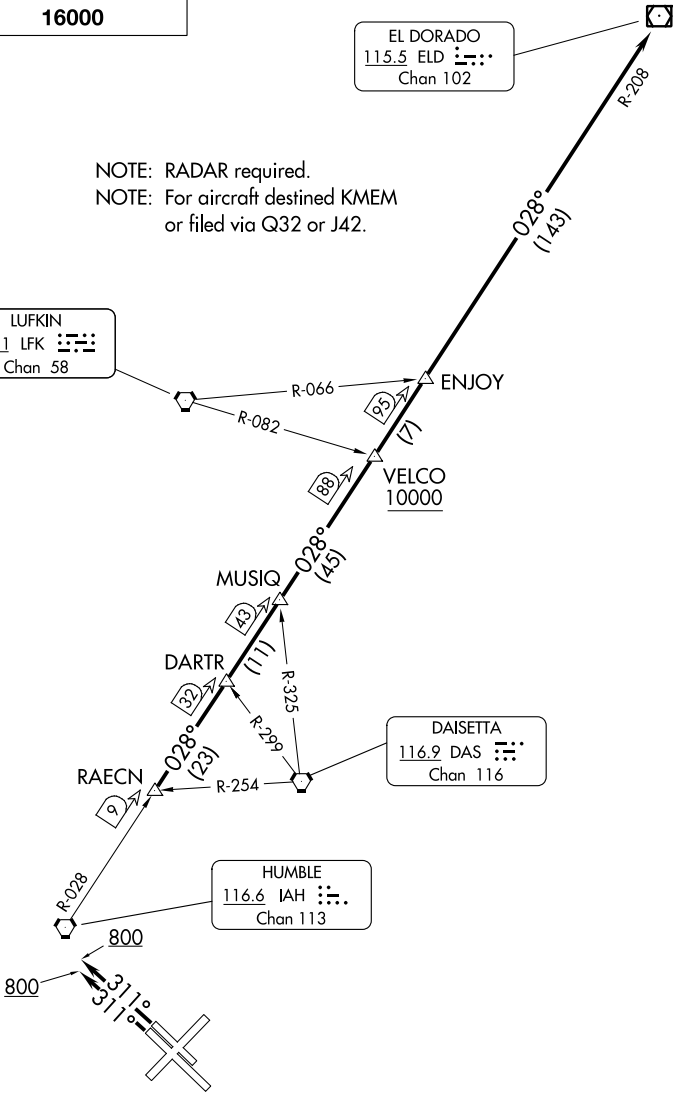 16000
EL DORADO
115.5 ELD
Chan 102
R-208
NOTE: RADAR required.
NOTE: For aircraft destined KMEM
or filed via Q32 or J42.
028°
(143)
LUFKIN
1 LFK
Chan 58
R-066
ENJOY
95
(7)
R-082
88
VELCO
10000
028°
(45)
MUSIQ
43
(11)
DARTR
32
R-325
R-299
028°
(23)
DAISETTA
116.9 DAS
Chan 116
RAECN
9
R-254
R-028
HUMBLE
116.6 IAH
Chan 113
800
800
311°
311°